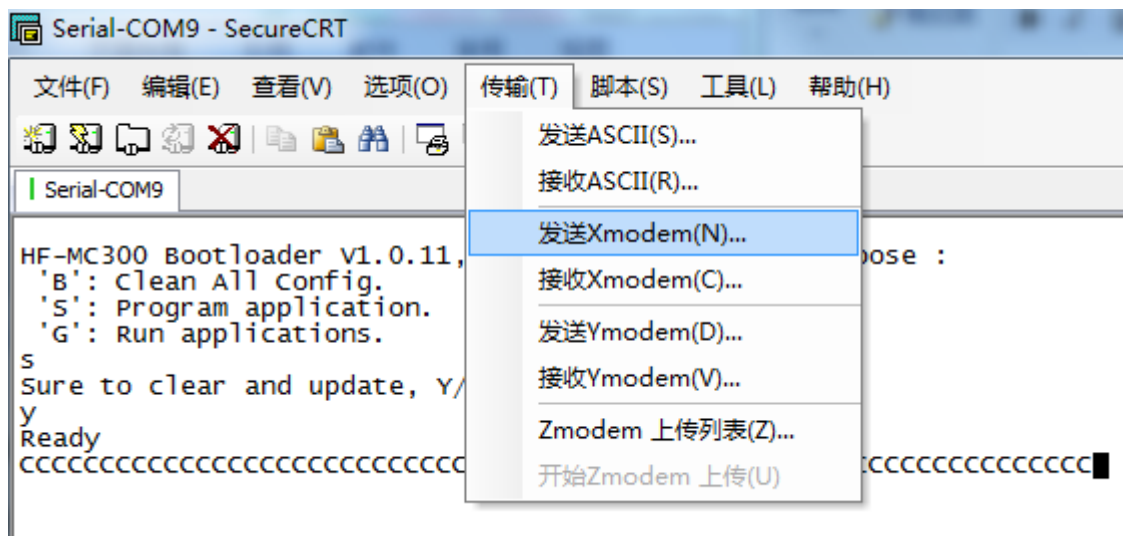 Serial-COM9 - SecureCRT
文件(F) 编辑(E) 查看(V) 选项(O) 传输(T) 脚本(S) 工具(L) 帮助(H)
Serial-COM9
发送ASCII(S)...
接收ASCII(R)...
发送Xmodem(N)...
接收Xmodem(C)...
发送Ymodem(D)...
接收Ymodem(V)...
Zmodem 上传列表(Z)...
开始Zmodem 上传(U)
HF-MC300 Bootloader V1.0.11, pose :
'B': Clean All Config.
'S': Program application.
'G': Run applications.
s
Sure to clear and update, Y/
y
Ready
CCCCCCCCCCCCCCCCCCCCCCCCCCCCC CCCCCCCCCCCCCCC